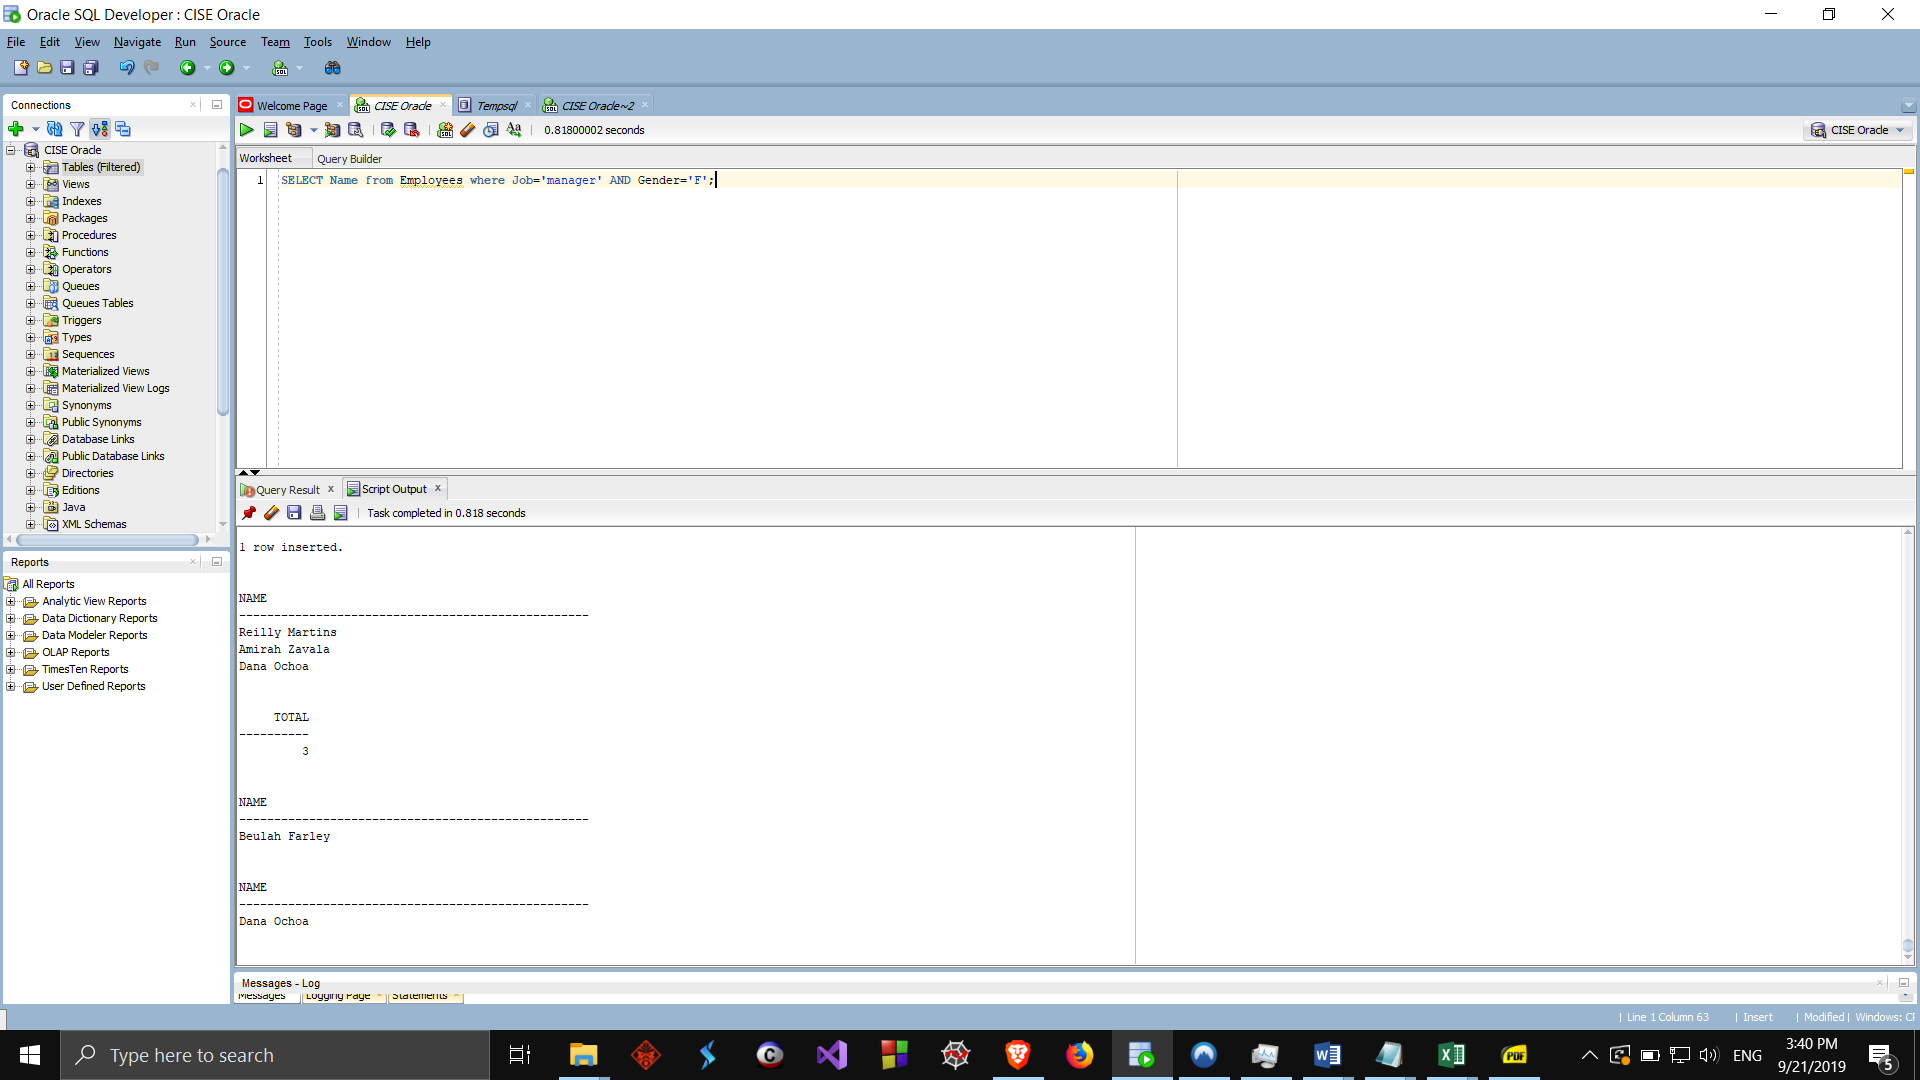 Oracle SQL Developer : CISE Oracle
File Edit View Navigate Run Source Team Tools Window Help
Connections
CISE Oracle
Tables (Filtered)
Views
Indexes
Packages
Procedures
Functions
Operators
Queues
Queues Tables
Triggers
Types
Sequences
Materialized Views
Materialized View Logs
Synonyms
Public Synonyms
Database Links
Public Database Links
Directories
Editions
Java
XML Schemas
Reports
All Reports
Analytic View Reports
Data Dictionary Reports
Data Modeler Reports
OLAP Reports
TimesTen Reports
User Defined Reports
Welcome Page CISE Oracle Tempsql CISE Oracle~2
0.81800002 seconds
CISE Oracle
Worksheet Query Builder
1 SELECT Name from Employees where Job='manager' AND Gender='F';
Query Result x Script Output x
Task completed in 0.818 seconds
1 row inserted.
NAME
--------------------------------------------------
Reilly Martins
Amirah Zavala
Dana Ochoa
TOTAL
----------
3
NAME
--------------------------------------------------
Beulah Farley
NAME
--------------------------------------------------
Dana Ochoa
Messages - Log
Messages Logging Page Statements
Line 1 Column 63 Insert Modified Windows:
Type here to search
ENG
3:40 PM
9/21/2019
5